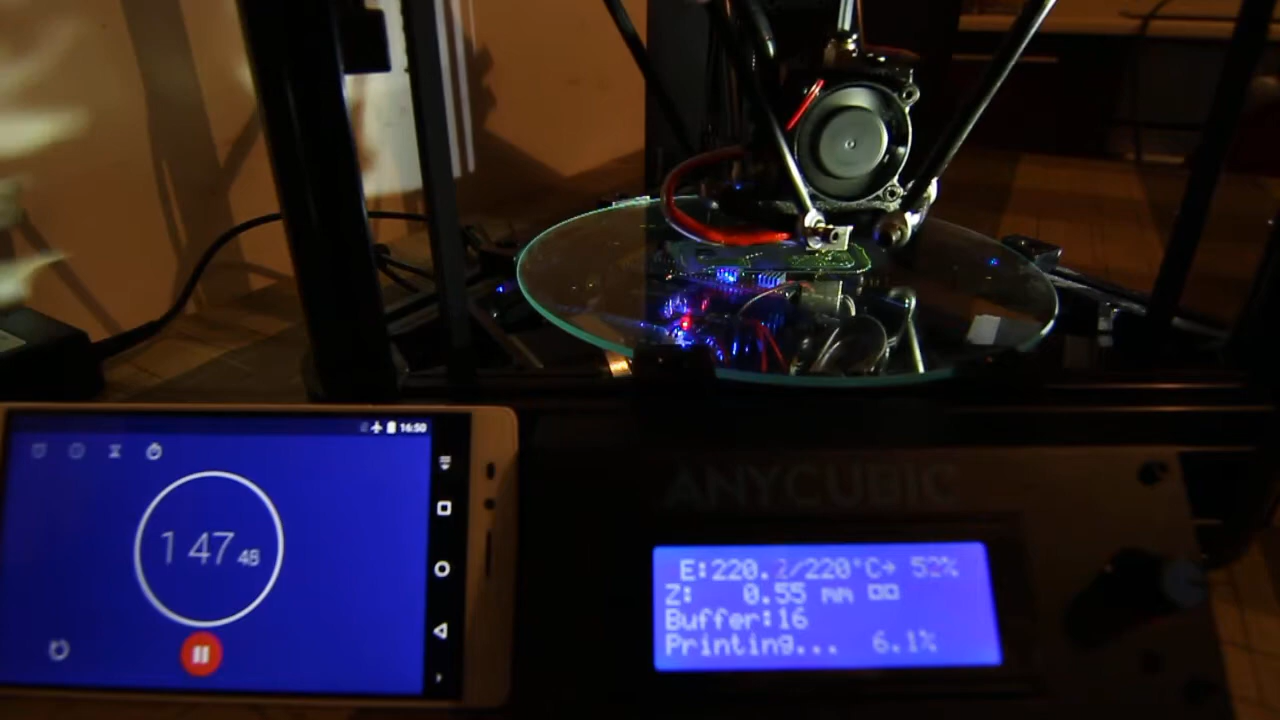 16:50
1 47 48
ANYCUBIC
E:220.2/220°C→ 52%
Z: 0.55 mm
Buffer:16
Printing... 6.1%